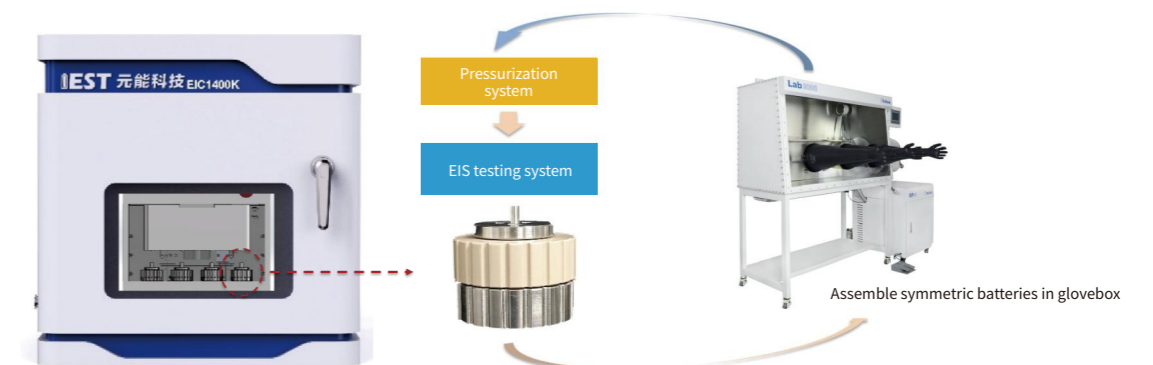 IEST 元能科技 EIC1400K
Pressurization
system
EIS testing system
Lab
Assemble symmetric batteries in glovebox